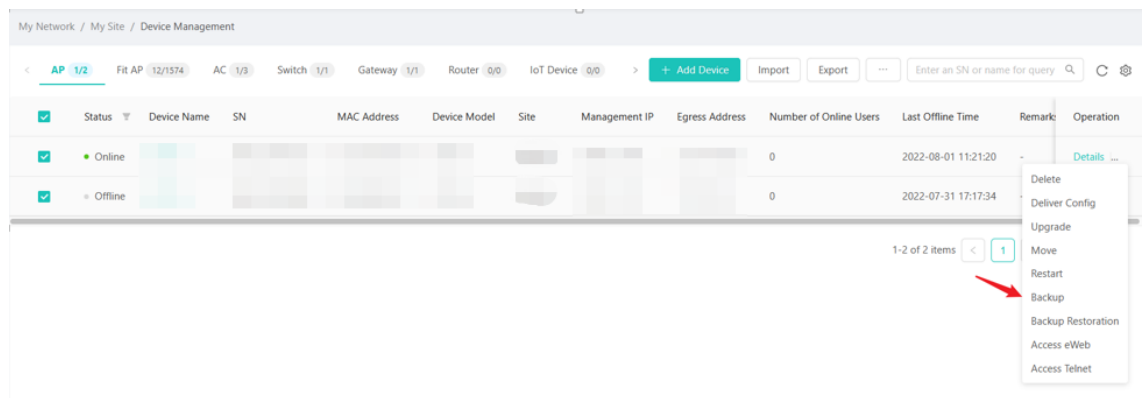 My Network / My Site / Device Management
< AP 1/2 Fit AP 12/1574 AC 1/3 Switch 1/1 Gateway 1/1 Router 0/0 IoT Device 0/0 > + Add Device Import Export ··· Enter an SN or name for query
Status Device Name SN MAC Address Device Model Site Management IP Egress Address Number of Online Users Last Offline Time Remark Operation
Online 0 2022-08-01 11:21:20 - Details ...
Offline 0 2022-07-31 17:17:34 -
Delete
Deliver Config
Upgrade
1-2 of 2 items < 1 Move
Restart
Backup
Backup Restoration
Access eWeb
Access Telnet